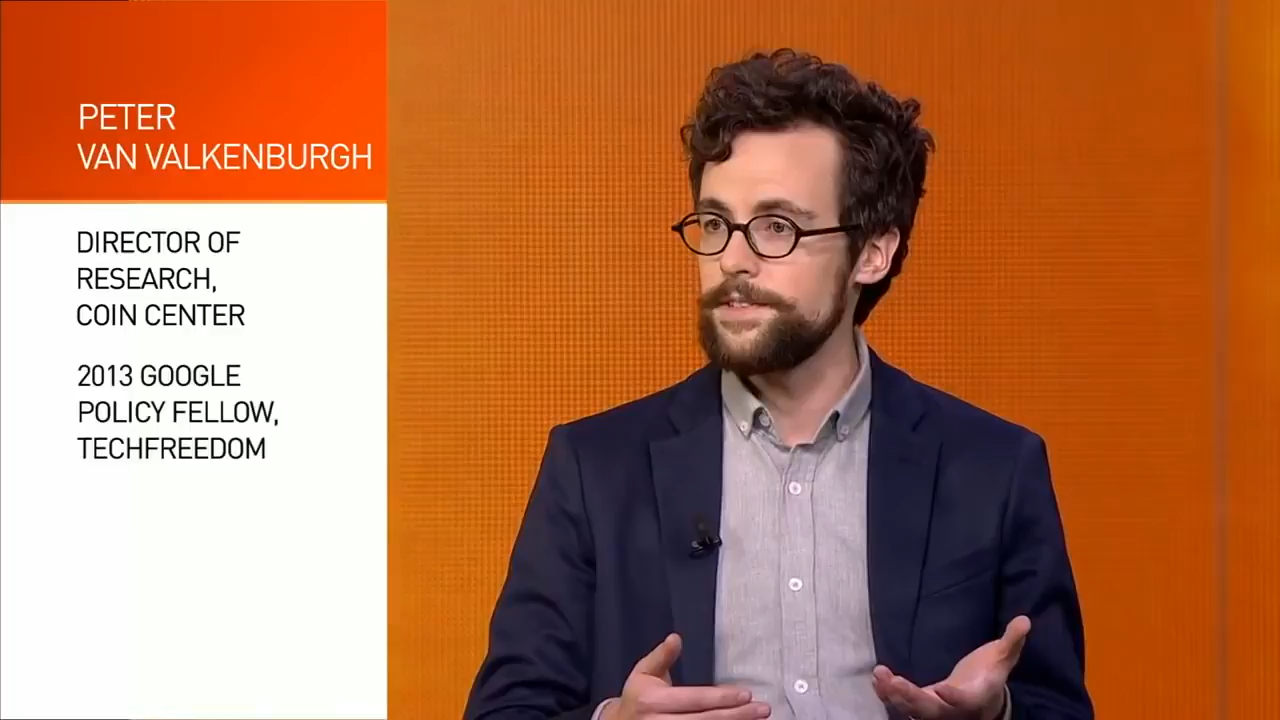 PETER
VAN VALKENBURGH
DIRECTOR OF
RESEARCH,
COIN CENTER
2013 GOOGLE
POLICY FELLOW,
TECHFREEDOM